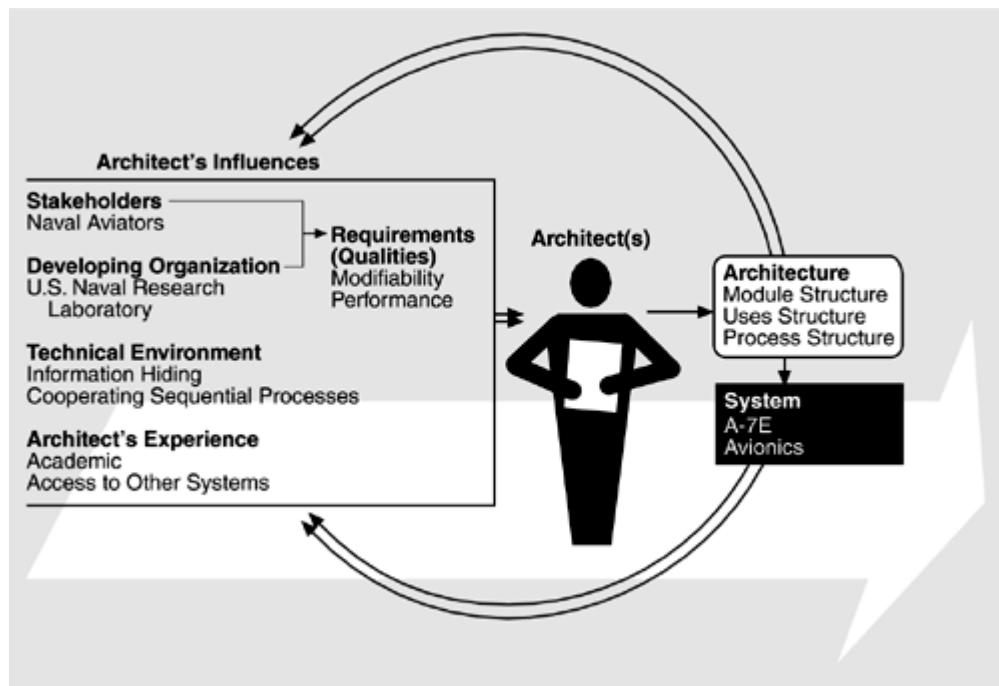 Architect's Influences
Stakeholders
Naval Aviators
Developing Organization
U.S. Naval Research
Laboratory
Technical Environment
Information Hiding
Cooperating Sequential Processes
Architect's Experience
Academic
Access to Other Systems
Requirements
(Qualities)
Modifiability
Performance
Architect(s)
Architecture
Module Structure
Uses Structure
Process Structure
System
A-7E
Avionics